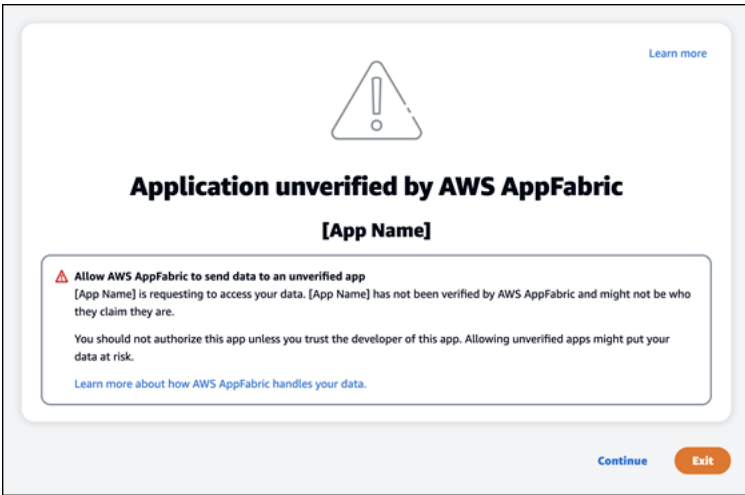 Learn more
Application unverified by AWS AppFabric
[App Name]
Allow AWS AppFabric to send data to an unverified app
[App Name] is requesting to access your data. [App Name] has not been verified by AWS AppFabric and might not be who
they claim they are.
You should not authorize this app unless you trust the developer of this app. Allowing unverified apps might put your
data at risk.
Learn more about how AWS AppFabric handles your data.
Continue
Exit